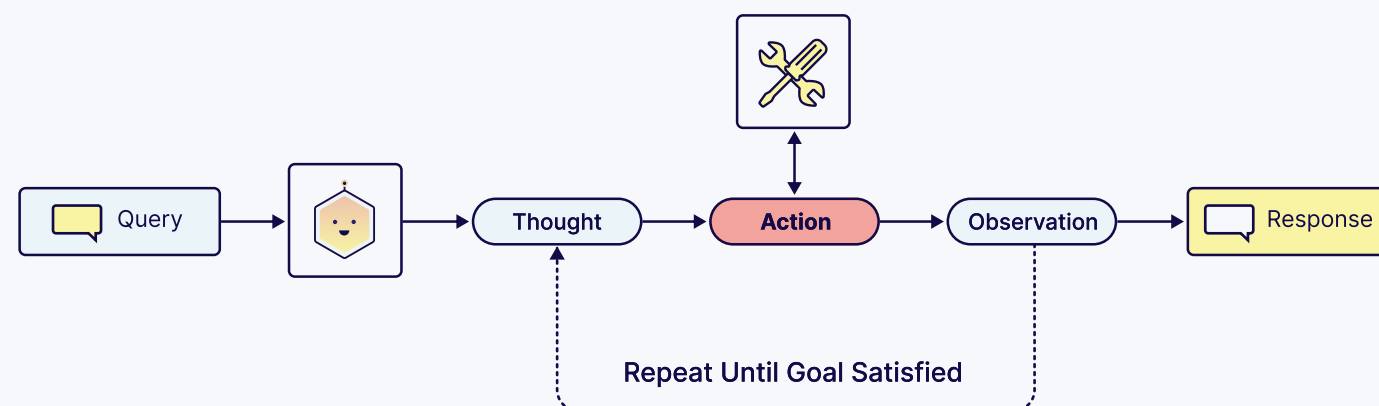 Query
Thought
Action
Observation
Response
Repeat Until Goal Satisfied